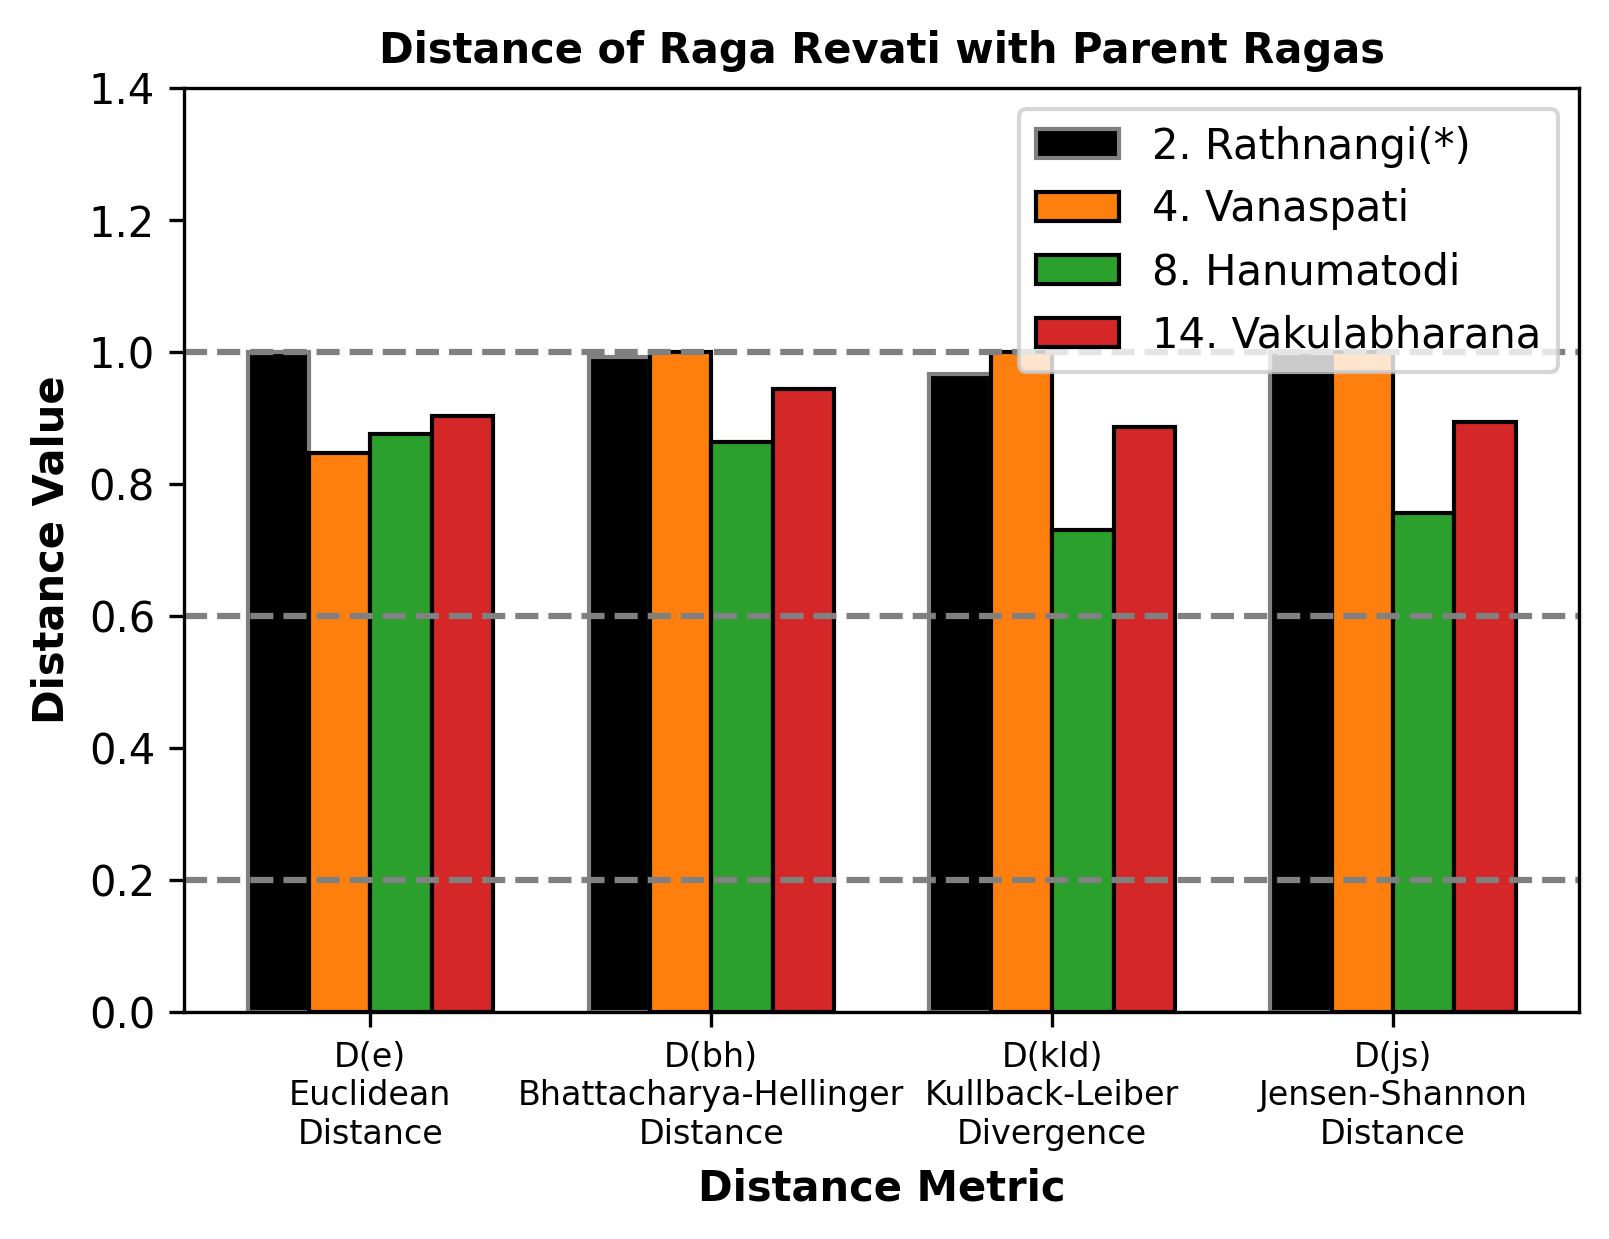 Distance of Raga Revati with Parent Ragas
1.4
1.2
1.0
0.8
0.6
0.4
0.2
0.0
Distance Value
2. Rathnangi(*)
4. Vanaspati
8. Hanumatodi
14. Vakulabharana
D(e)
Euclidean
Distance
D(bh)
Bhattacharya-Hellinger
Distance
D(kld)
Kullback-Leiber
Divergence
D(js)
Jensen-Shannon
Distance
Distance Metric